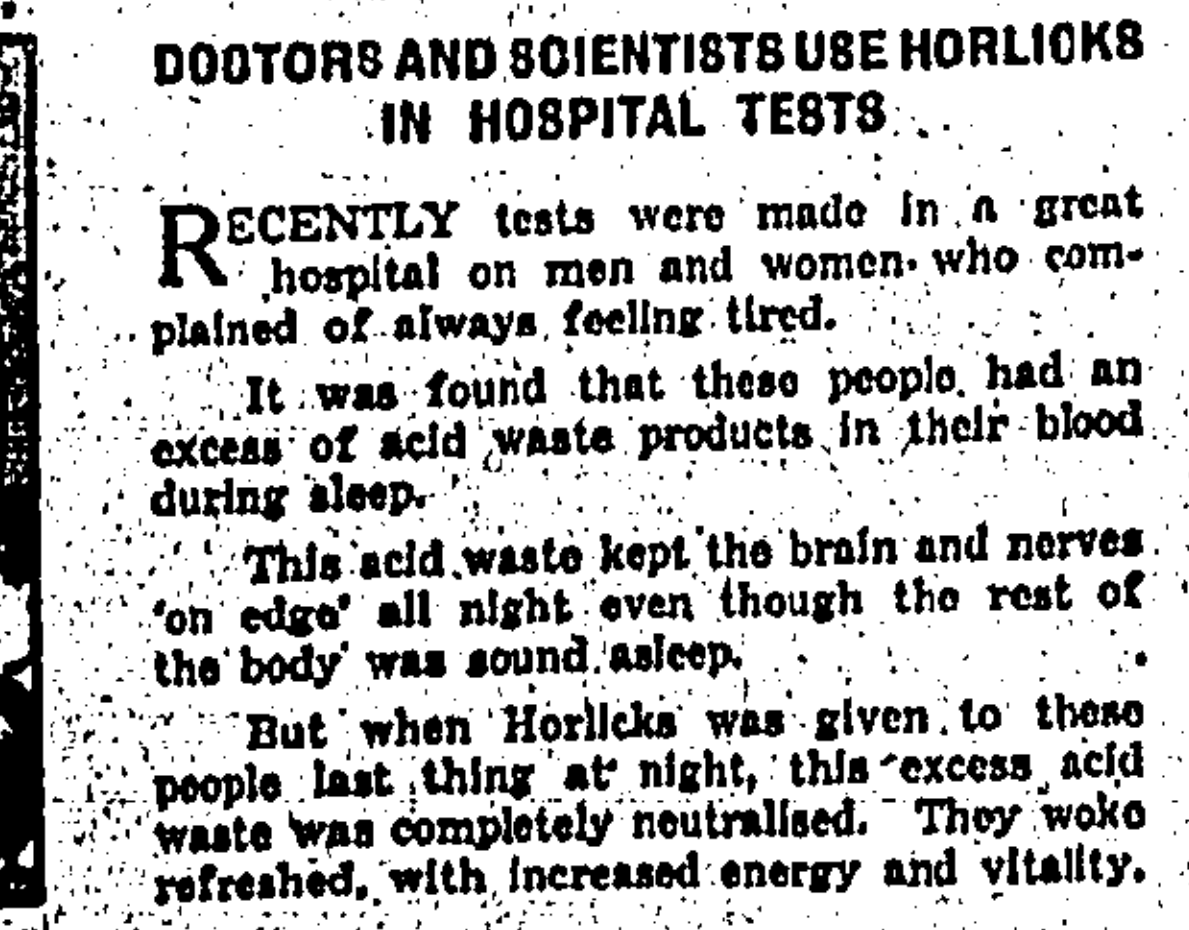 DOCTORS AND SCIENTISTS USE HORLICKS
IN HOSPITAL TESTS
RECENTLY tests were made in a great
hospital on men and women who com-
plained of always feeling tired.
It was found that these people had an
excess of acid waste products in their blood
during sleep.
This acid waste kept the brain and nerves
'on edge' all night even though the rest of
the body was sound asleep.
But when Horlicks was given to these
people last thing at night, this excess acid
waste was completely neutralised. They woke
refreshed, with increased energy and vitality.